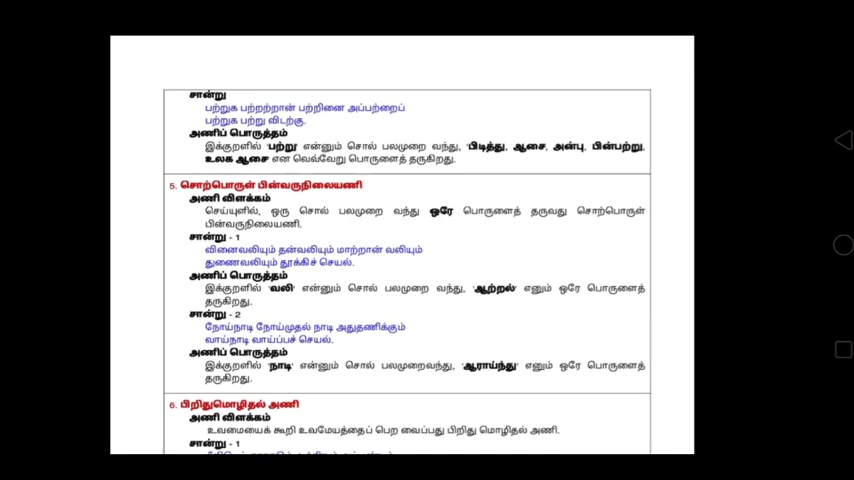 சான்று
பற்றுக பற்றற்றான் பற்றினை அப்பற்றைப்
பற்றுக பற்று விடற்கு.
அணிப் பொருத்தம்
இக்குறளில் 'பற்று' என்னும் சொல் பலமுறை வந்து, 'பிடித்து, ஆசை, அன்பு, பின்பற்று,
உலக ஆசை' என வெவ்வேறு பொருளைத் தருகிறது.
5. சொற்பொருள் பின்வருநிலையணி
அணி விளக்கம்
செய்யுளில், ஒரு சொல் பலமுறை வந்து ஒரே பொருளைத் தருவது சொற்பொருள்
பின்வருநிலையணி.
சான்று - 1
வினைவலியும் தன்வலியும் மாற்றான் வலியும்
துணைவலியும் தூக்கிச் செயல்.
அணிப் பொருத்தம்
இக்குறளில் 'வலி' என்னும் சொல் பலமுறை வந்து, 'ஆற்றல்' எனும் ஒரே பொருளைத்
தருகிறது.
சான்று - 2
நோய்நாடி நோய்முதல் நாடி அதுதணிக்கும்
வாய்நாடி வாய்ப்பச் செயல்.
அணிப் பொருத்தம்
இக்குறளில் 'நாடி' என்னும் சொல் பலமுறைவந்து, 'ஆராய்ந்து' எனும் ஒரே பொருளைத்
தருகிறது.
6. பிறிதுமொழிதல் அணி
அணி விளக்கம்
உவமையைக் கூறி உவமேயத்தைப் பெற வைப்பது பிறிது மொழிதல் அணி.
சான்று - 1